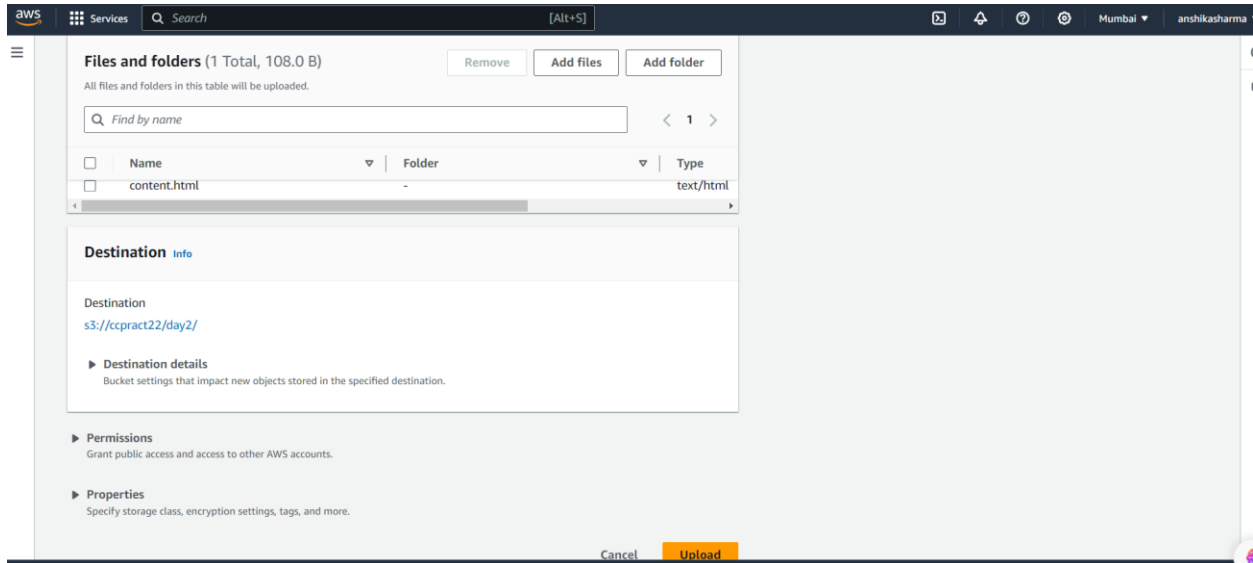 aws Services Search [Alt+S] Mumbai anshikasharma
Files and folders (1 Total, 108.0 B) Remove Add files Add folder
All files and folders in this table will be uploaded.
Find by name 1
Name Folder Type
content.html - text/html
Destination Info
Destination
s3://ccpract22/day2/
Destination details
Bucket settings that impact new objects stored in the specified destination.
Permissions
Grant public access and access to other AWS accounts.
Properties
Specify storage class, encryption settings, tags, and more.
Cancel Upload